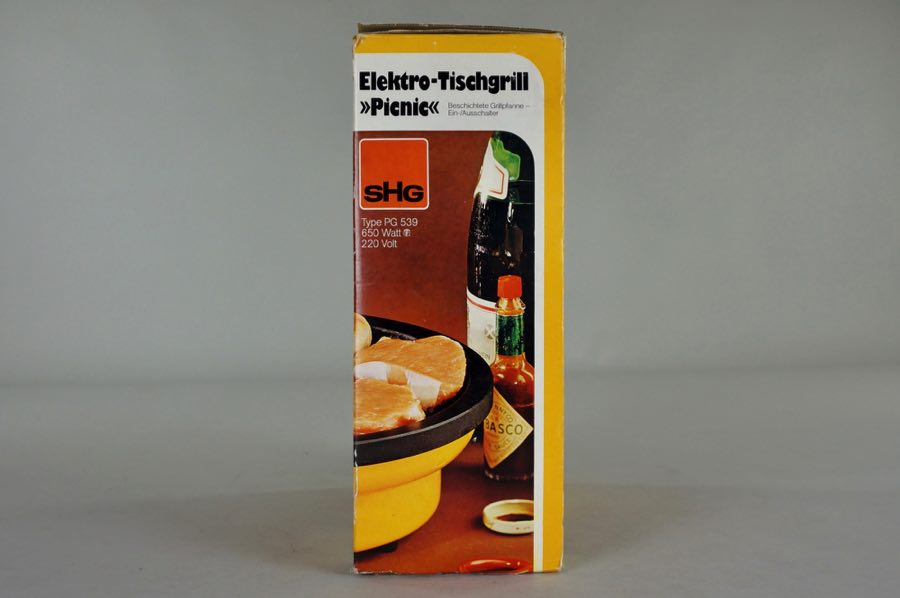 Elektro-Tischgrill
»Picnic«
Beschichtete Grillpfanne –
Ein-/Ausschalter
SHG
Type PG 539
650 Watt
220 Volt
BASCO